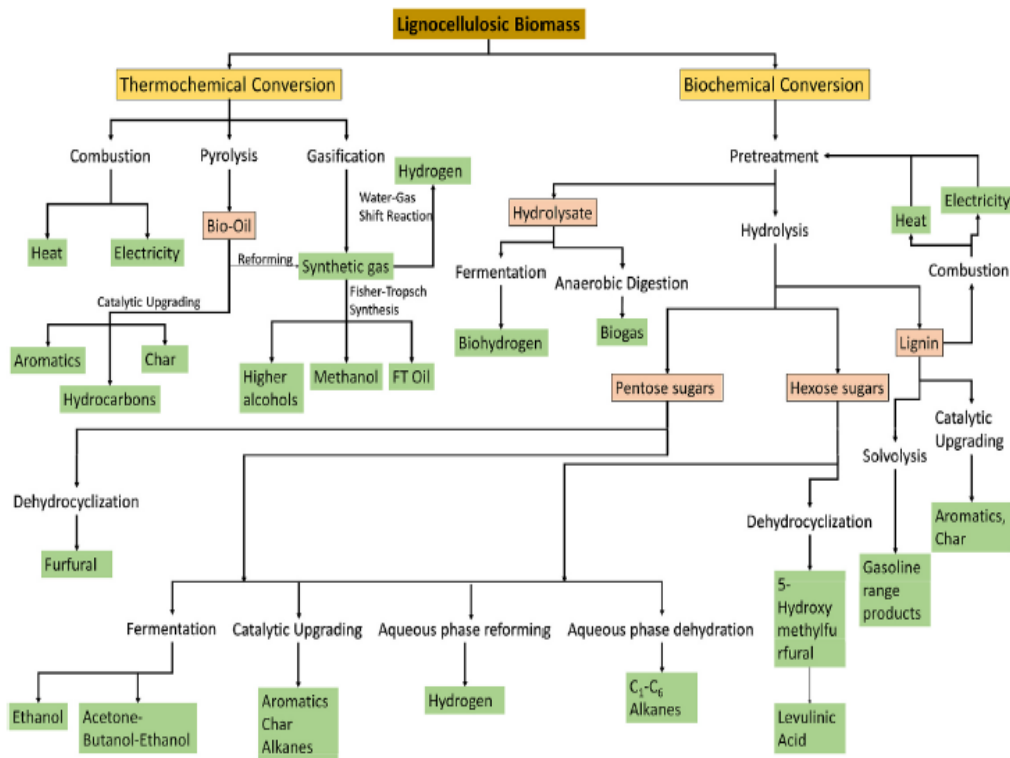 Lignocellulosic Biomass
Thermochemical Conversion
Biochemical Conversion
Combustion
Pyrolysis
Gasification
Pretreatment
Hydrogen
Water-Gas
Shift Reaction
Hydrolysate
Electricity
Heat
Bio-Oil
Hydrolysis
Heat
Electricity
Reforming
Synthetic gas
Fermentation
Anaerobic Digestion
Combustion
Catalytic Upgrading
Fisher-Tropsch
Synthesis
Biohydrogen
Biogas
Lignin
Aromatics
Char
Hydrocarbons
Higher
alcohols
Methanol
FT Oil
Pentose sugars
Hexose sugars
Catalytic
Upgrading
Solvolysis
Dehydrocyclization
Furfural
Dehydrocyclization
Aromatics,
Char
Gasoline
range
products
5-
Hydroxy
methylfu
rfural
Fermentation
Catalytic Upgrading
Aqueous phase reforming
Aqueous phase dehydration
Ethanol
Acetone-
Butanol-Ethanol
Aromatics
Char
Alkanes
Hydrogen
C₁-C₆
Alkanes
Levulinic
Acid